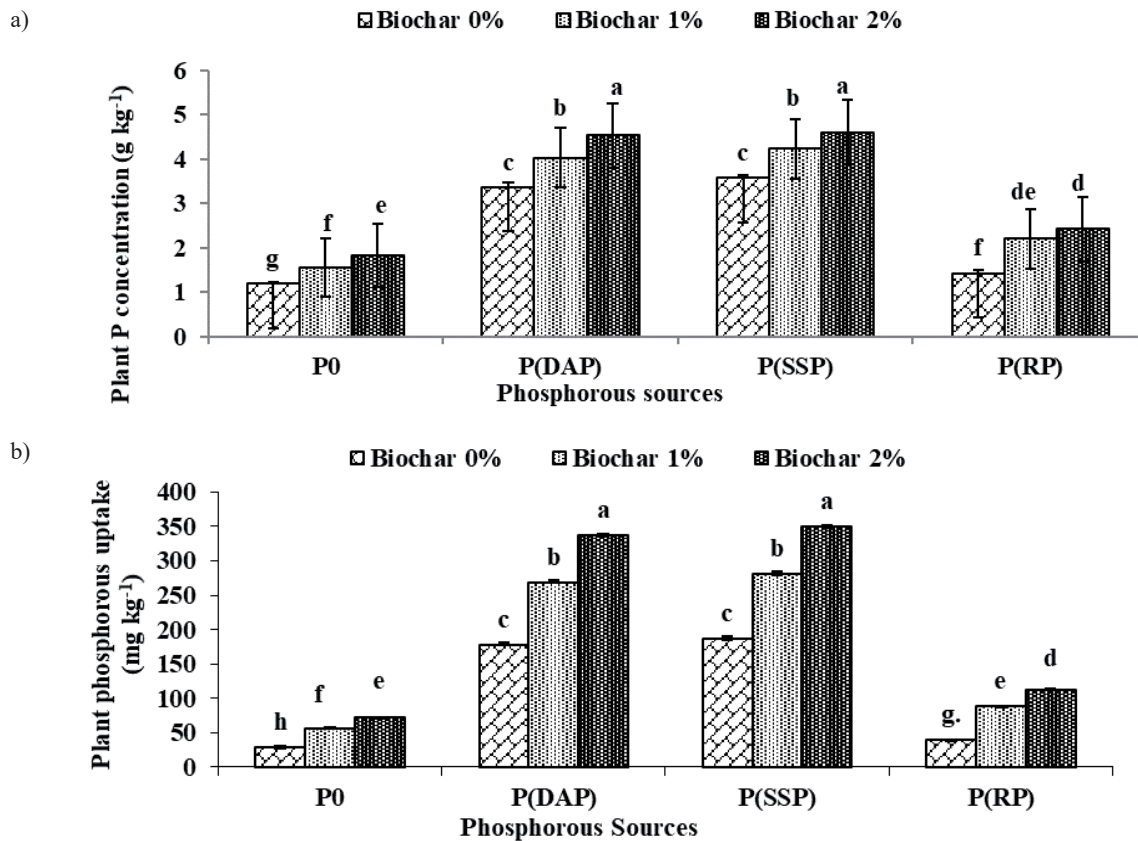 a)
Biochar 0% Biochar 1% Biochar 2%
Plant P concentration (g kg⁻¹)
6
5
4
3
2
1
0
g f e c b a c b a f de d
P0 P(DAP) P(SSP) P(RP)
Phosphorous sources
b)
Biochar 0% Biochar 1% Biochar 2%
Plant phosphorous uptake
(mg kg⁻¹)
400
350
300
250
200
150
100
50
0
h f e c b a c b a g. e d
P0 P(DAP) P(SSP) P(RP)
Phosphorous Sources